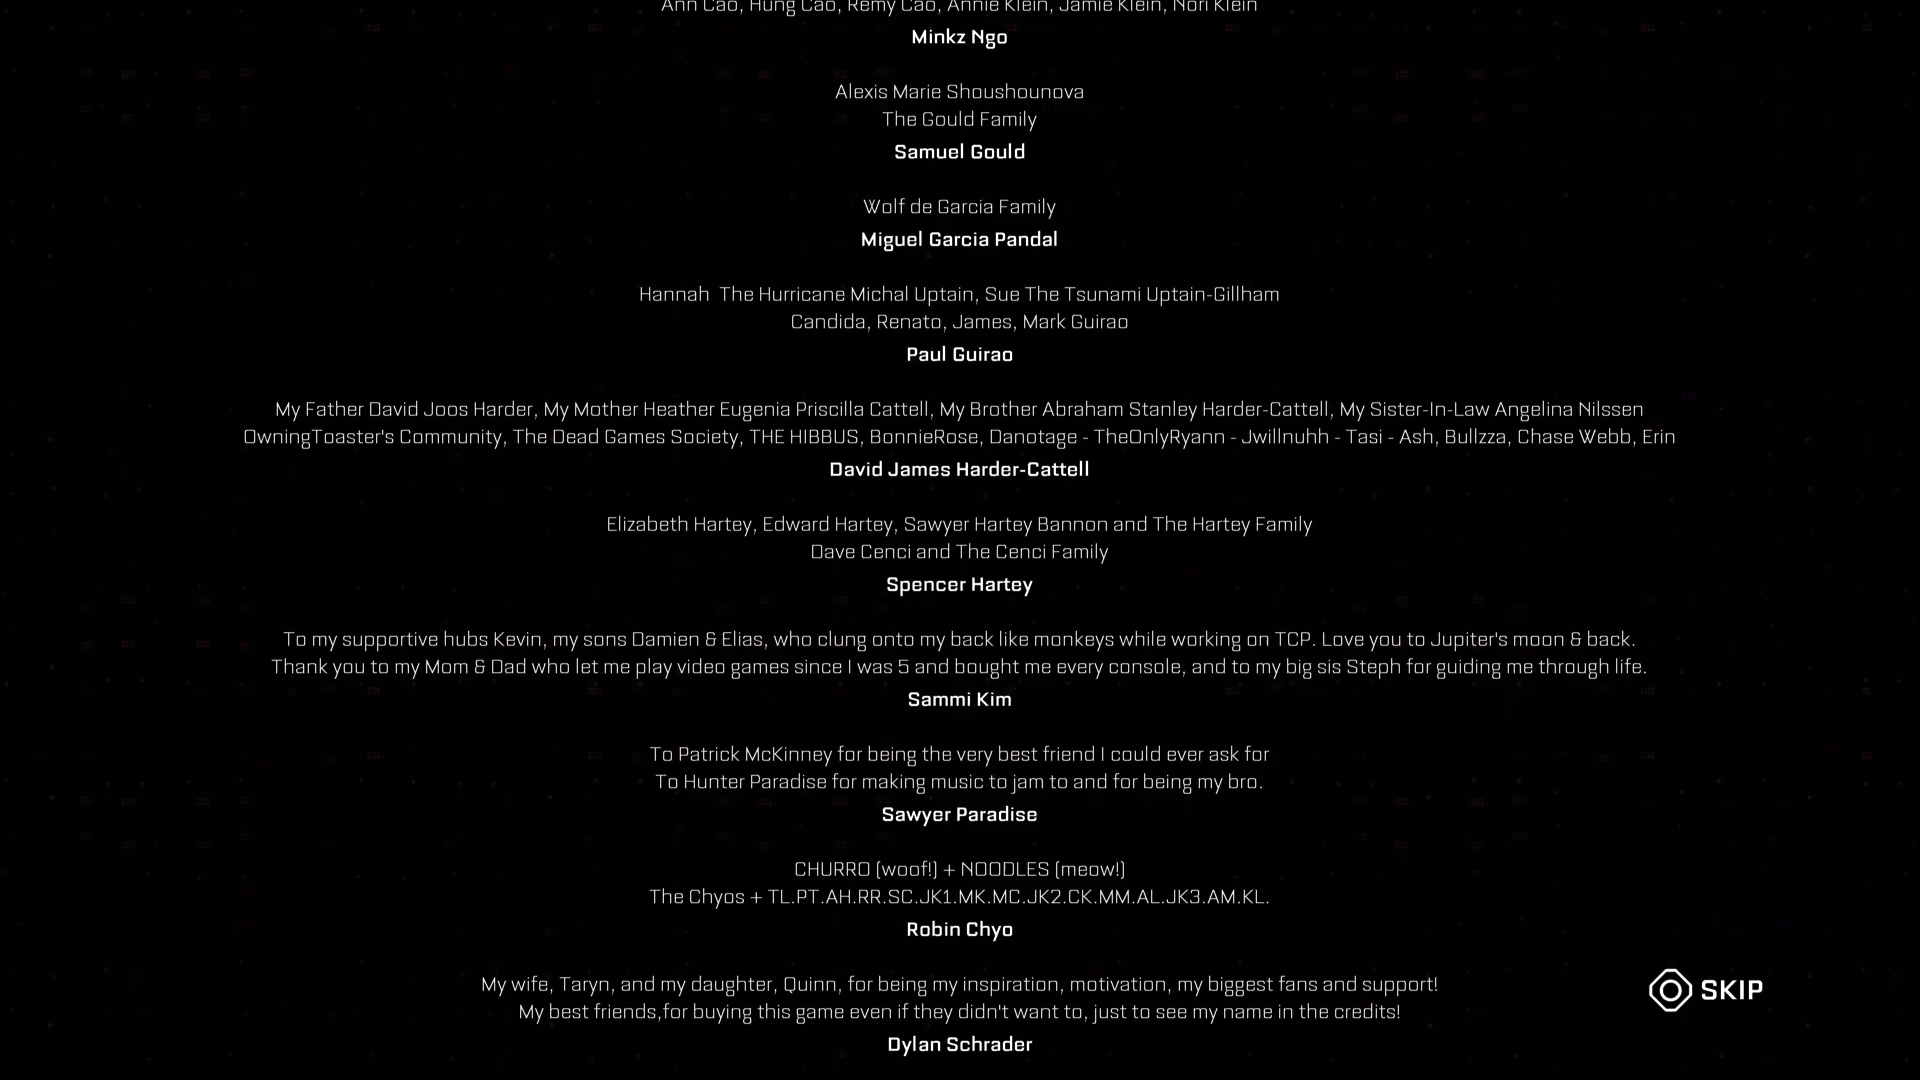 Ann Cao, Hung Cao, Remy Cao, Annie Klein, Jamie Klein, Nori Klein
Minkz Ngo
Alexis Marie Shoushounova
The Gould Family
Samuel Gould
Wolf de Garcia Family
Miguel Garcia Pandal
Hannah  The Hurricane Michal Uptain, Sue The Tsunami Uptain-Gillham
Candida, Renato, James, Mark Guirao
Paul Guirao
My Father David Joos Harder, My Mother Heather Eugenia Priscilla Cattell, My Brother Abraham Stanley Harder-Cattell, My Sister-In-Law Angelina Nilssen
OwningToaster's Community, The Dead Games Society, THE HIBBUS, BonnieRose, Danotage - TheOnlyRyann - Jwillnuhh - Tasi - Ash, Bullzza, Chase Webb, Erin
David James Harder-Cattell
Elizabeth Hartey, Edward Hartey, Sawyer Hartey Bannon and The Hartey Family
Dave Cenci and The Cenci Family
Spencer Hartey
To my supportive hubs Kevin, my sons Damien & Elias, who clung onto my back like monkeys while working on TCP. Love you to Jupiter's moon & back.
Thank you to my Mom & Dad who let me play video games since I was 5 and bought me every console, and to my big sis Steph for guiding me through life.
Sammi Kim
To Patrick McKinney for being the very best friend I could ever ask for
To Hunter Paradise for making music to jam to and for being my bro.
Sawyer Paradise
CHURRO (woof!) + NOODLES (meow!)
The Chyos + TL.PT.AH.RR.SC.JK1.MK.MC.JK2.CK.MM.AL.JK3.AM.KL.
Robin Chyo
My wife, Taryn, and my daughter, Quinn, for being my inspiration, motivation, my biggest fans and support!
SKIP
My best friends,for buying this game even if they didn't want to, just to see my name in the credits!
Dylan Schrader